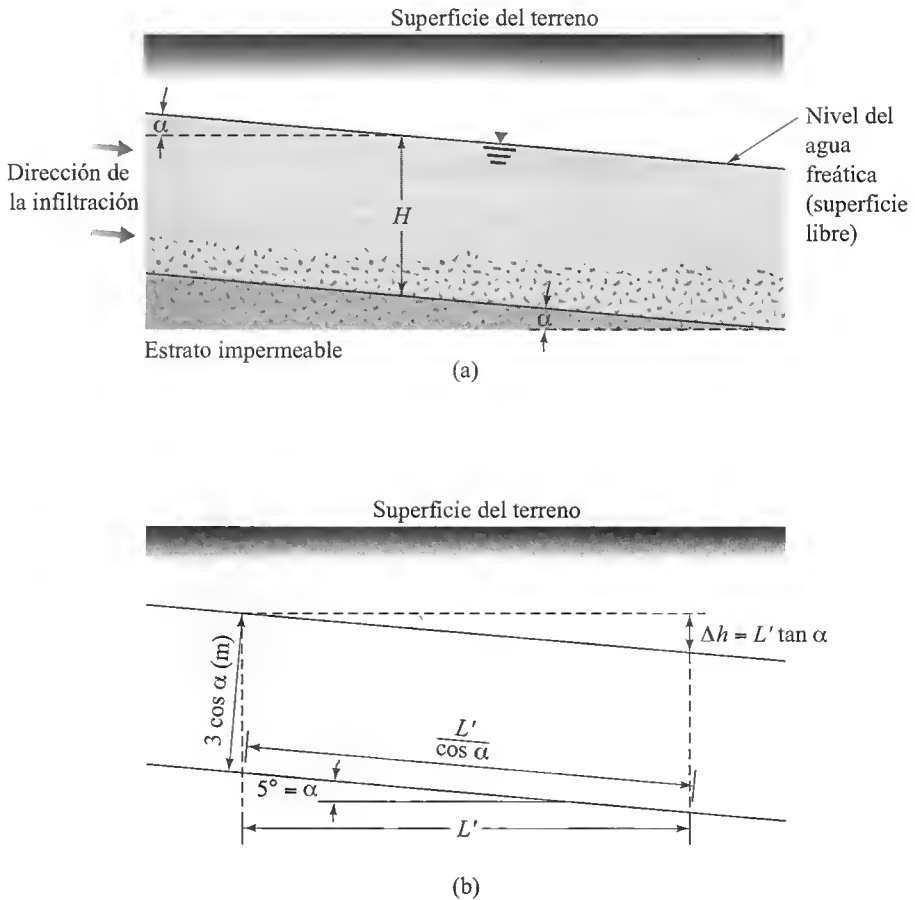 Superficie del terreno
α
Nivel del
agua
freática
(superficie
libre)
Dirección de
la infiltración
H
α
Estrato impermeable
(a)
Superficie del terreno
Δh = L' tan α
3 cos α (m)
L'
cos α
5° = α
L'
(b)